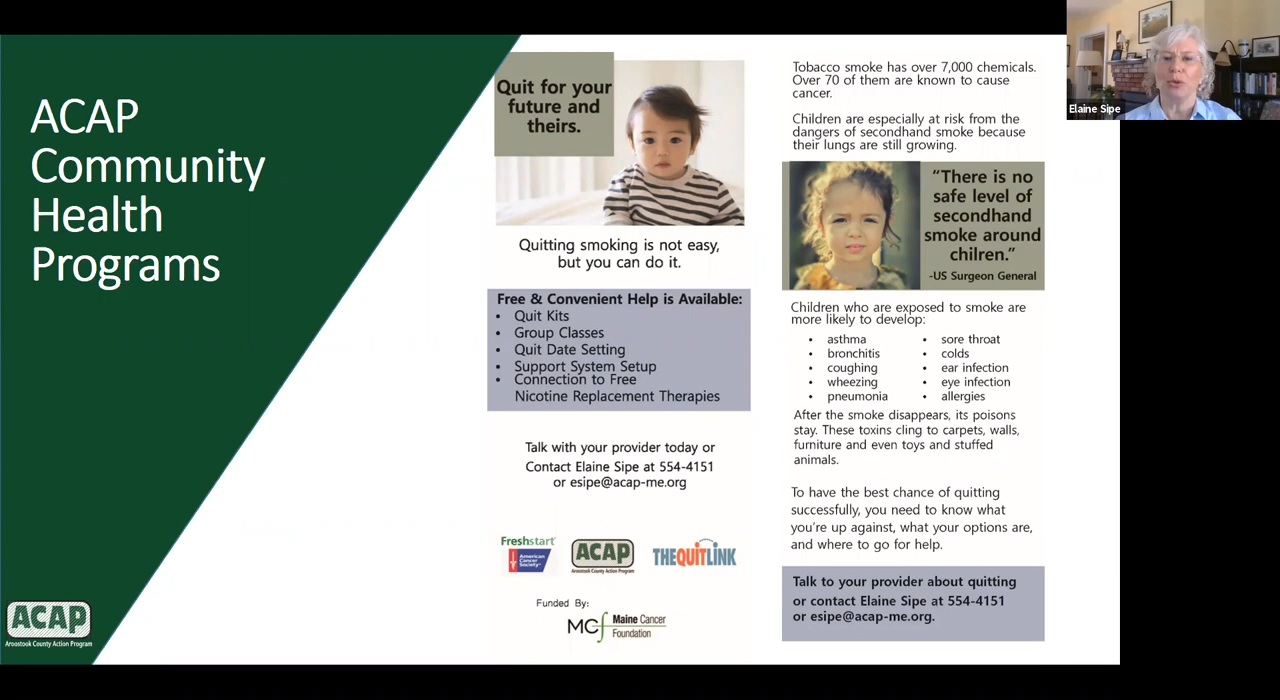 ACAP
Community
Health
Programs
ACAP
Aroostook County Action Program
Quit for your
future and
theirs.
Quitting smoking is not easy,
but you can do it.
Free & Convenient Help is Available:
• Quit Kits
• Group Classes
• Quit Date Setting
• Support System Setup
• Connection to Free
Nicotine Replacement Therapies
Talk with your provider today or
Contact Elaine Sipe at 554-4151
or esipe@acap-me.org
Freshstart
American
Cancer
Society
ACAP
Aroostook County Action Program
THEQUITLINK
Funded By:
MCf Maine Cancer
Foundation
Tobacco smoke has over 7,000 chemicals.
Over 70 of them are known to cause
cancer.
Children are especially at risk from the
dangers of secondhand smoke because
their lungs are still growing.
"There is no
safe level of
secondhand
smoke around
chilren."
-US Surgeon General
Children who are exposed to smoke are
more likely to develop:
• asthma
• bronchitis
• coughing
• wheezing
• pneumonia
• sore throat
• colds
• ear infection
• eye infection
• allergies
After the smoke disappears, its poisons
stay. These toxins cling to carpets, walls,
furniture and even toys and stuffed
animals.
To have the best chance of quitting
successfully, you need to know what
you're up against, what your options are,
and where to go for help.
Talk to your provider about quitting
or contact Elaine Sipe at 554-4151
or esipe@acap-me.org.
Elaine Sipe